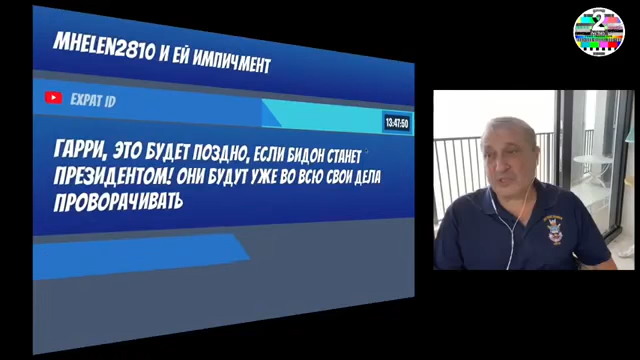 MHELEN2810 И ЕЙ ИМПИЧМЕНТ
EXPAT ID
13:47:50
ГАРРИ, ЭТО БУДЕТ ПОЗДНО, ЕСЛИ БИДОН СТАНЕТ
ПРЕЗИДЕНТОМ! ОНИ БУДУТ УЖЕ ВО ВСЮ СВОИ ДЕЛА
ПРОВОРАЧИВАТЬ
2